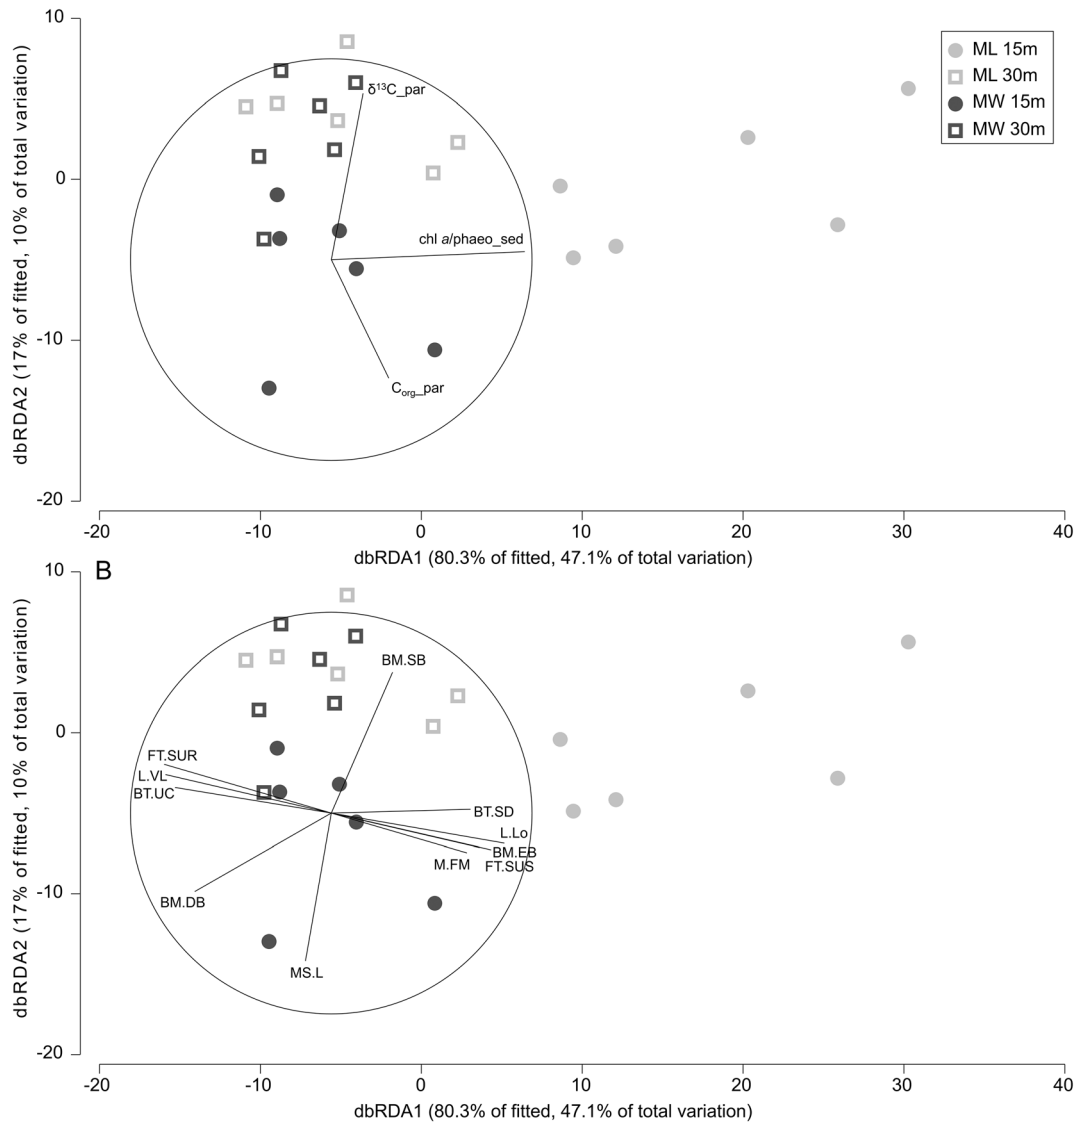 10
0
-10
-20
dbRDA2 (17% of fitted, 10% of total variation)
ML 15m
ML 30m
MW 15m
MW 30m
δ¹³C_par
chl a/phaeo_sed
Corg_par
-20 -10 0 10 20 30 40
dbRDA1 (80.3% of fitted, 47.1% of total variation)
B
10
0
-10
-20
dbRDA2 (17% of fitted, 10% of total variation)
BM.SB
FT.SUR
L.VL
BT.UC
BT.SD
L.Lo
BM.EB
M.FM
FT.SUS
BM.DB
MS.L
-20 -10 0 10 20 30 40
dbRDA1 (80.3% of fitted, 47.1% of total variation)